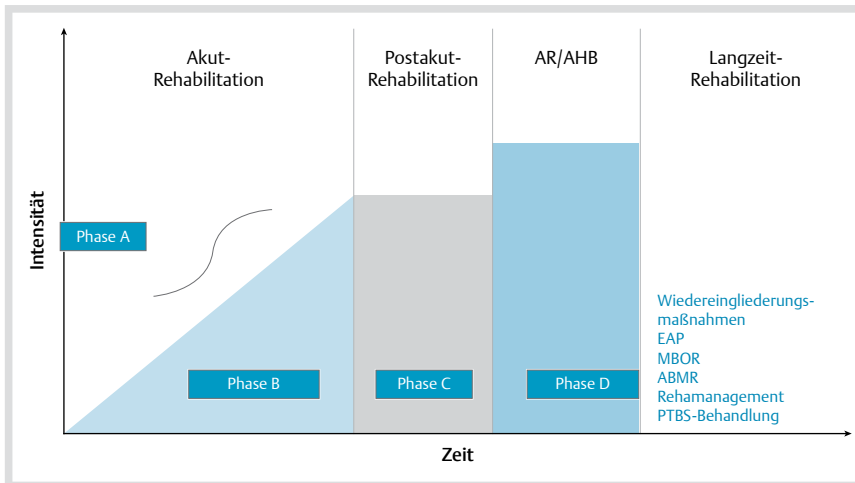 Akut-
Rehabilitation
Postakut-
Rehabilitation
AR/AHB
Langzeit-
Rehabilitation
Intensität
Phase A
Phase B
Phase C
Phase D
Wiedereingliederungs-
maßnahmen
EAP
MBOR
ABMR
Rehamanagement
PTBS-Behandlung
Zeit